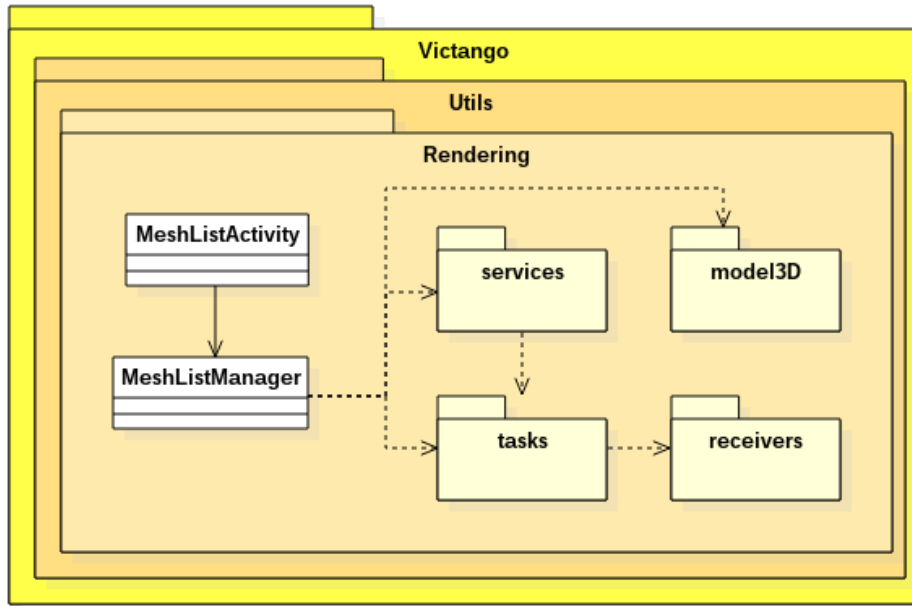 Victango
Utils
Rendering
MeshListActivity
services
model3D
MeshListManager
tasks
receivers